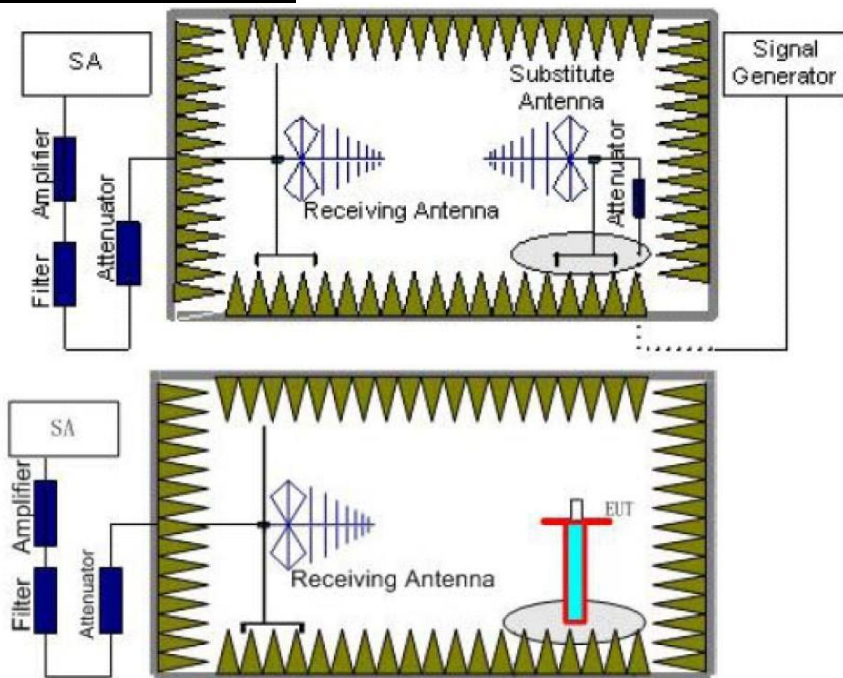 SA
Signal
Generator
Substitute
Antenna
Amplifier
Attenuator
Attenuator
Receiving Antenna
Filter
SA
Amplifier
EUT
Receiving Antenna
Filter
Attenuator